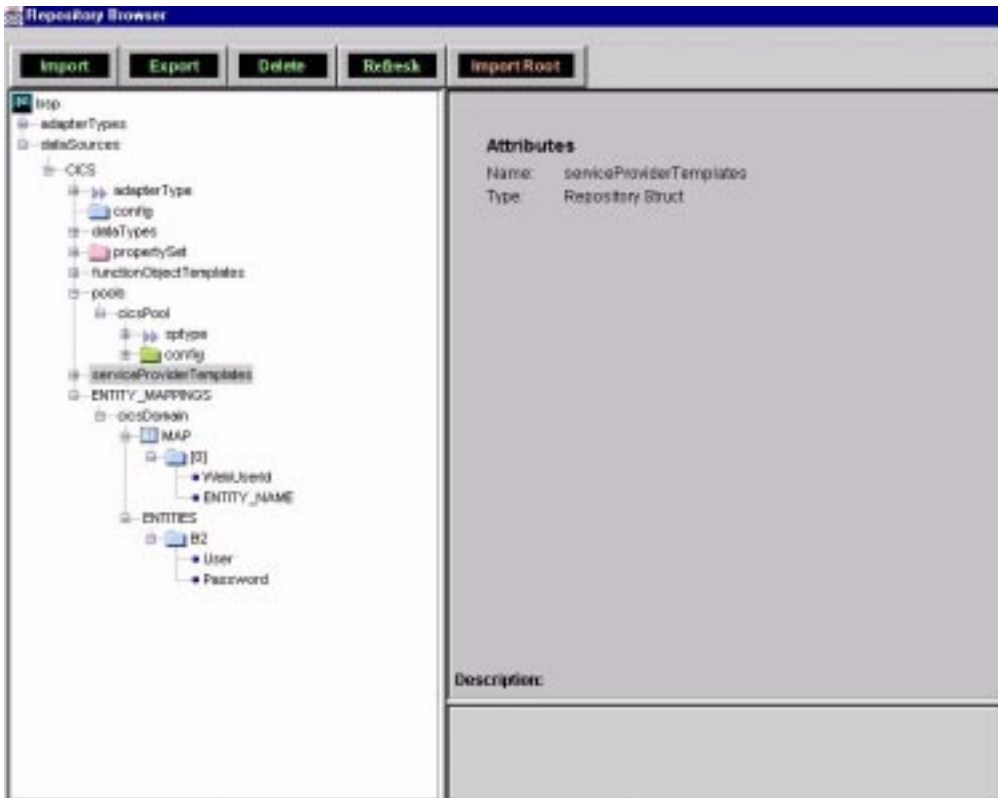 Repository Browser
Import Export Delete Refresh Import Root
bsp
adapterTypes
dataSources
CICS
adapterType
config
dataTypes
propertySet
functionObjectTemplates
pools
cicsPool
sptype
config
serviceProviderTemplates
ENTITY_MAPPINGS
cicsDomain
MAP
[0]
WebUserId
ENTITY_NAME
ENTITIES
B2
User
Password
Attributes
Name: serviceProviderTemplates
Type: Repository Struct
Description: